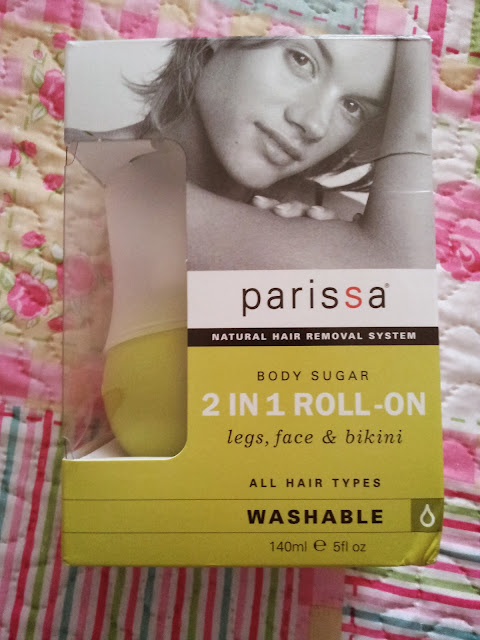 parissa®
NATURAL HAIR REMOVAL SYSTEM
BODY SUGAR
2 IN 1 ROLL-ON
legs, face & bikini
ALL HAIR TYPES
WASHABLE
140ml ℮ 5fl oz